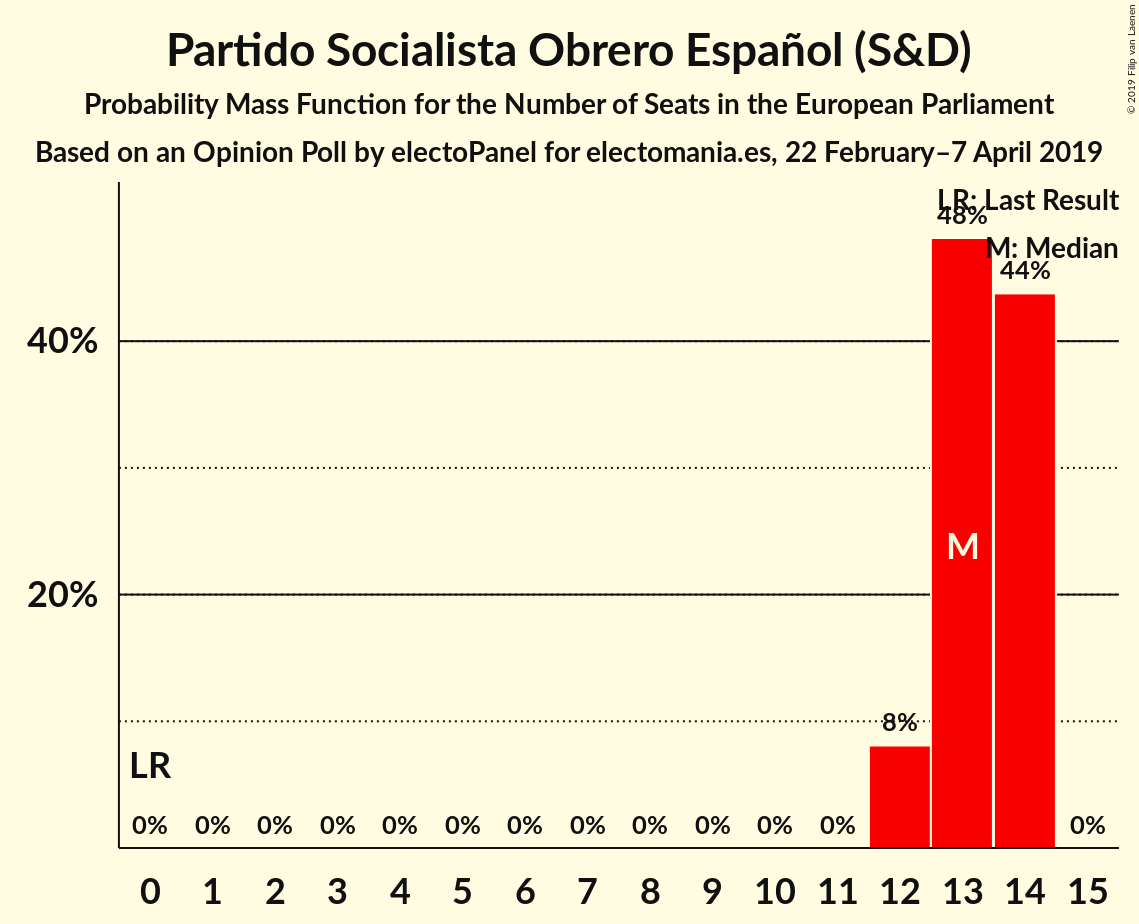 Partido Socialista Obrero Español (S&D)
Probability Mass Function for the Number of Seats in the European Parliament
Based on an Opinion Poll by electoPanel for electomania.es, 22 February–7 April 2019
© 2019 Filip van Laenen
LR: Last Result
48%
M: Median
44%
40%
M
20%
8%
LR
0% 0% 0% 0% 0% 0% 0% 0% 0% 0% 0% 0% 0%
0 1 2 3 4 5 6 7 8 9 10 11 12 13 14 15